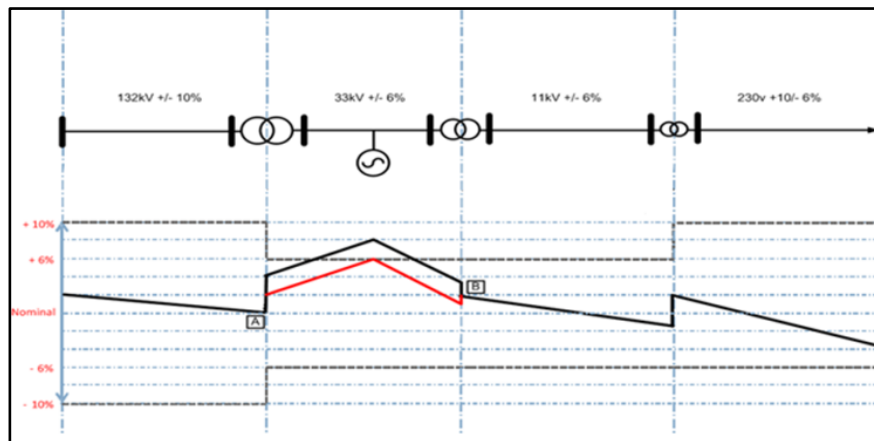 132kV +/- 10%
33kV +/- 6%
11kV +/- 6%
230v +10/- 6%
+ 10%
+ 6%
B
Nominal
A
- 6%
- 10%